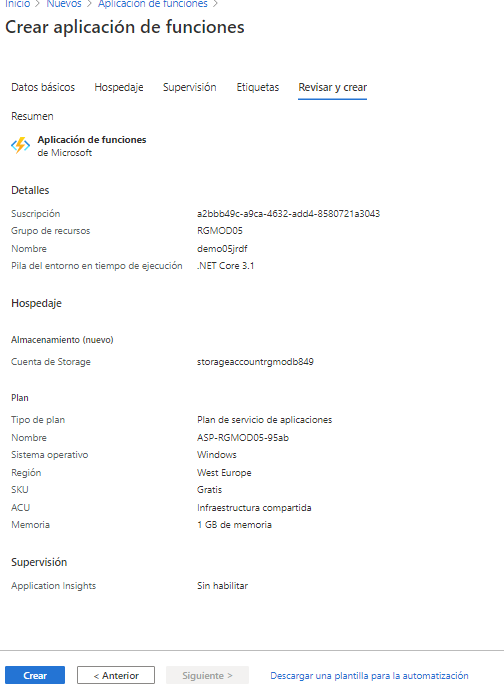 Inicio > Nuevos > Aplicación de funciones >
Crear aplicación de funciones
Datos básicos Hospedaje Supervisión Etiquetas Revisar y crear
Resumen
Aplicación de funciones
de Microsoft
Detalles
Suscripción a2bbb49c-a9ca-4632-add4-8580721a3043
Grupo de recursos RGMOD05
Nombre demo05jrdf
Pila del entorno en tiempo de ejecución .NET Core 3.1
Hospedaje
Almacenamiento (nuevo)
Cuenta de Storage storageaccountrgmodb849
Plan
Tipo de plan Plan de servicio de aplicaciones
Nombre ASP-RGMOD05-95ab
Sistema operativo Windows
Región West Europe
SKU Gratis
ACU Infraestructura compartida
Memoria 1 GB de memoria
Supervisión
Application Insights Sin habilitar
Crear < Anterior Siguiente > Descargar una plantilla para la automatización